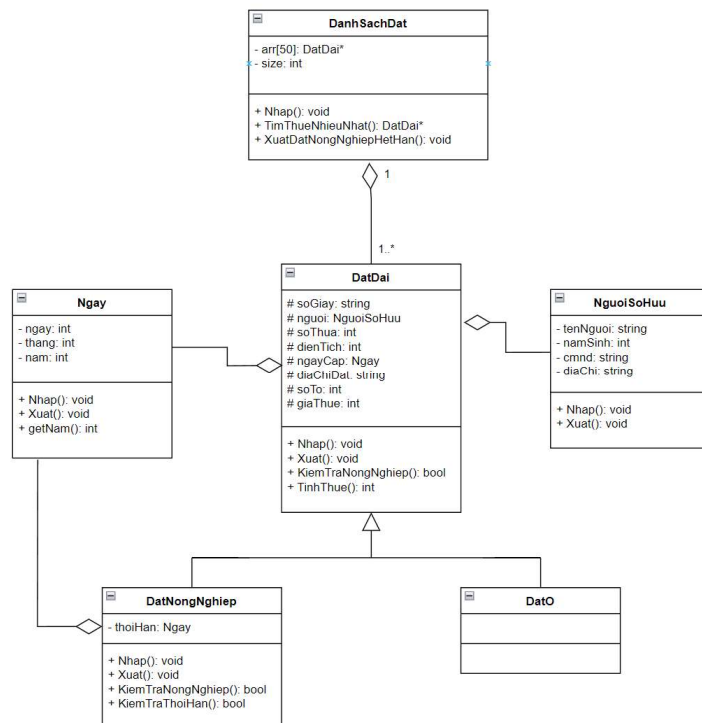 DanhSachDat
- arr[50]: DatDai*
- size: int
+ Nhap(): void
+ TimThueNhieuNhat(): DatDai*
+ XuatDatNongNghiepHetHan(): void
1
1..*
DatDai
# soGiay: string
# nguoi: NguoiSoHuu
# soThua: int
# dienTich: int
# ngayCap: Ngay
# diaChiDat: string
# soTo: int
# giaThue: int
+ Nhap(): void
+ Xuat(): void
+ KiemTraNongNghiep(): bool
+ TinhThue(): int
Ngay
- ngay: int
- thang: int
- nam: int
+ Nhap(): void
+ Xuat(): void
+ getNam(): int
NguoiSoHuu
- tenNguoi: string
- namSinh: int
- cmnd: string
- diaChi: string
+ Nhap(): void
+ Xuat(): void
DatNongNghiep
- thoiHan: Ngay
+ Nhap(): void
+ Xuat(): void
+ KiemTraNongNghiep(): bool
+ KiemTraThoiHan(): bool
DatO